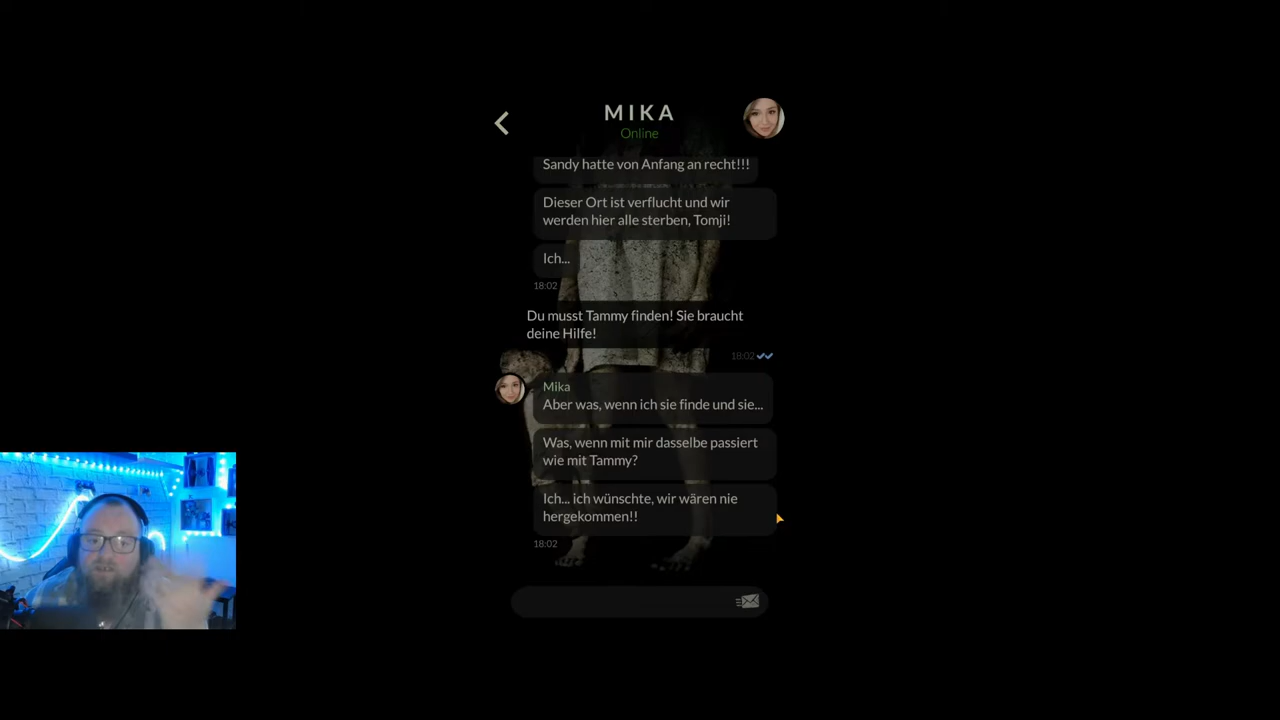 MIKA
Online
Sandy hatte von Anfang an recht!!!
Dieser Ort ist verflucht und wir
werden hier alle sterben, Tomji!
Ich...
18:02
Du musst Tammy finden! Sie braucht
deine Hilfe!
18:02
Mika
Aber was, wenn ich sie finde und sie...
Was, wenn mit mir dasselbe passiert
wie mit Tammy?
Ich... ich wünschte, wir wären nie
hergekommen!!
18:02